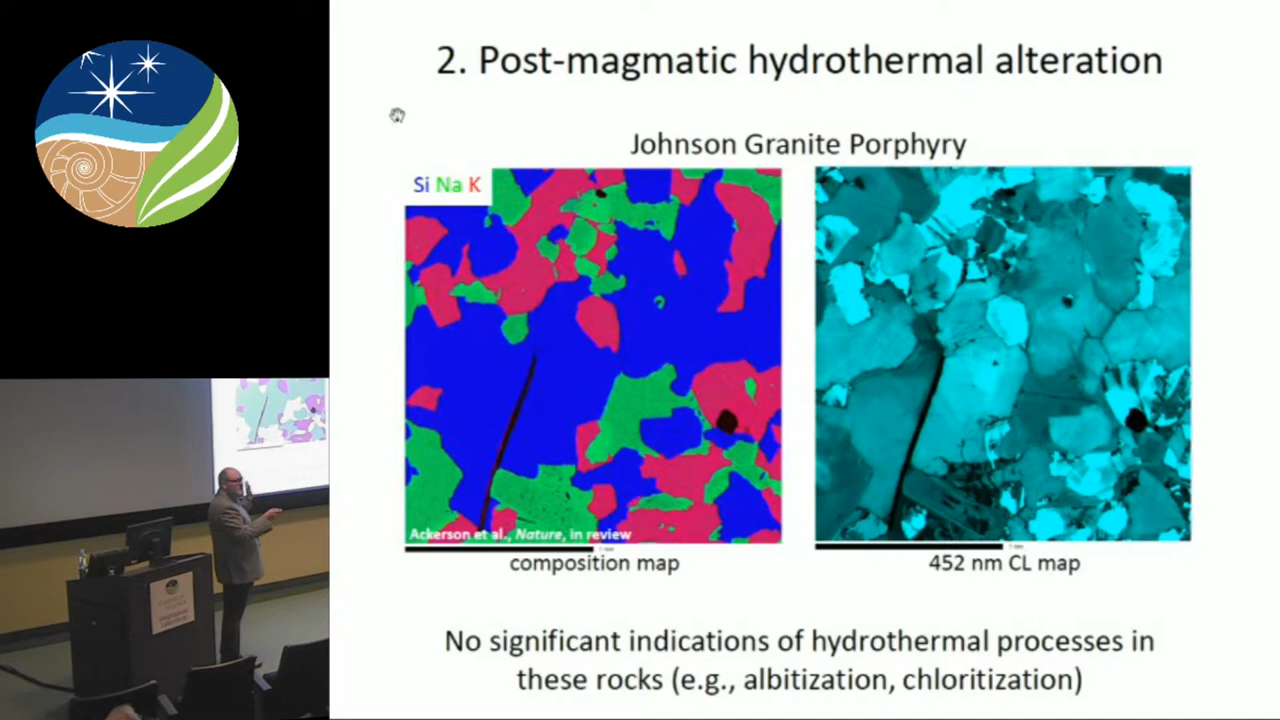 2. Post-magmatic hydrothermal alteration
Johnson Granite Porphyry
Si Na K
Ackerson et al., Nature, in review
composition map
452 nm CL map
No significant indications of hydrothermal processes in
these rocks (e.g., albitization, chloritization)